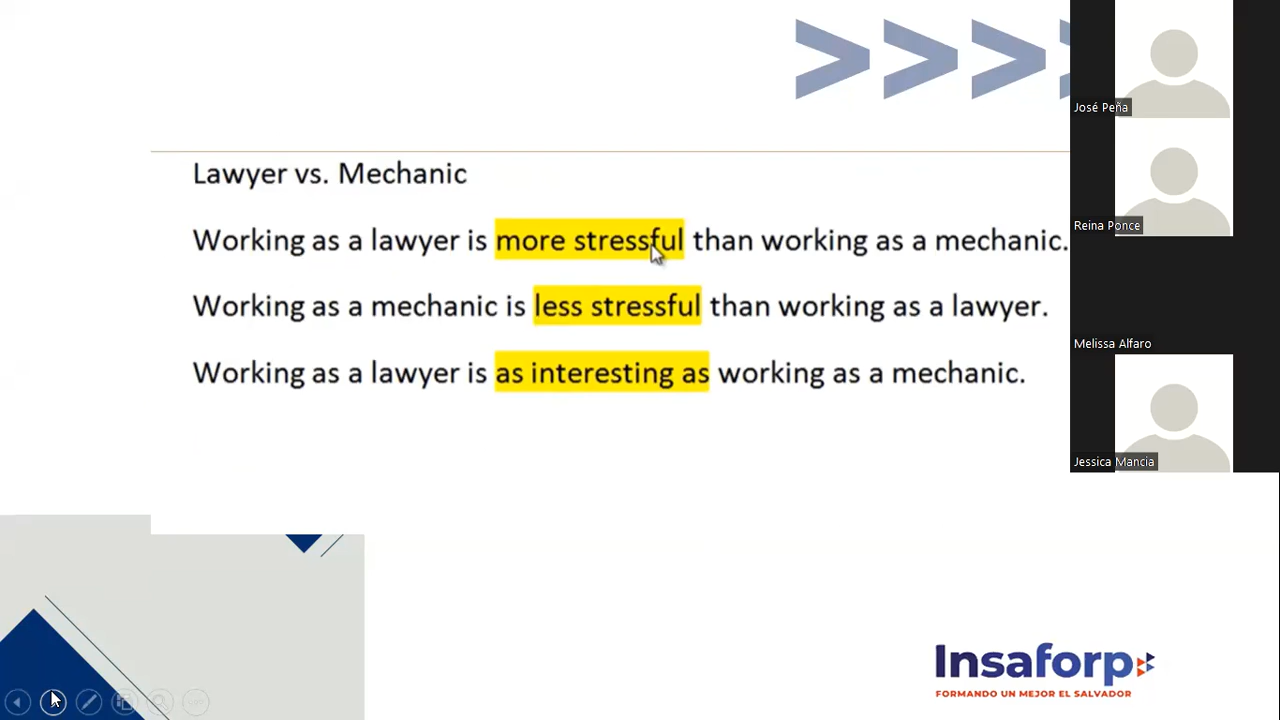 Lawyer vs. Mechanic
Working as a lawyer is more stressful than working as a mechanic.
Working as a mechanic is less stressful than working as a lawyer.
Working as a lawyer is as interesting as working as a mechanic.
José Peña
Reina Ponce
Melissa Alfaro
Jessica Mancia
Insaforp
FORMANDO UN MEJOR EL SALVADOR